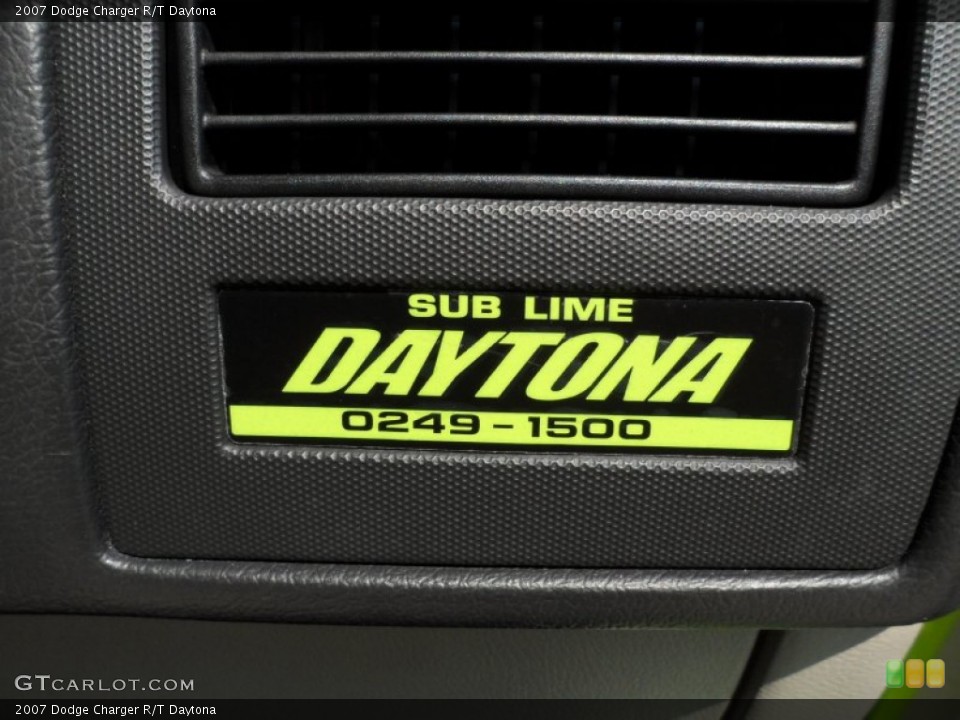 2007 Dodge Charger R/T Daytona
SUB LIME
DAYTONA
0249-1500
GTCARLOT.COM
2007 Dodge Charger R/T Daytona